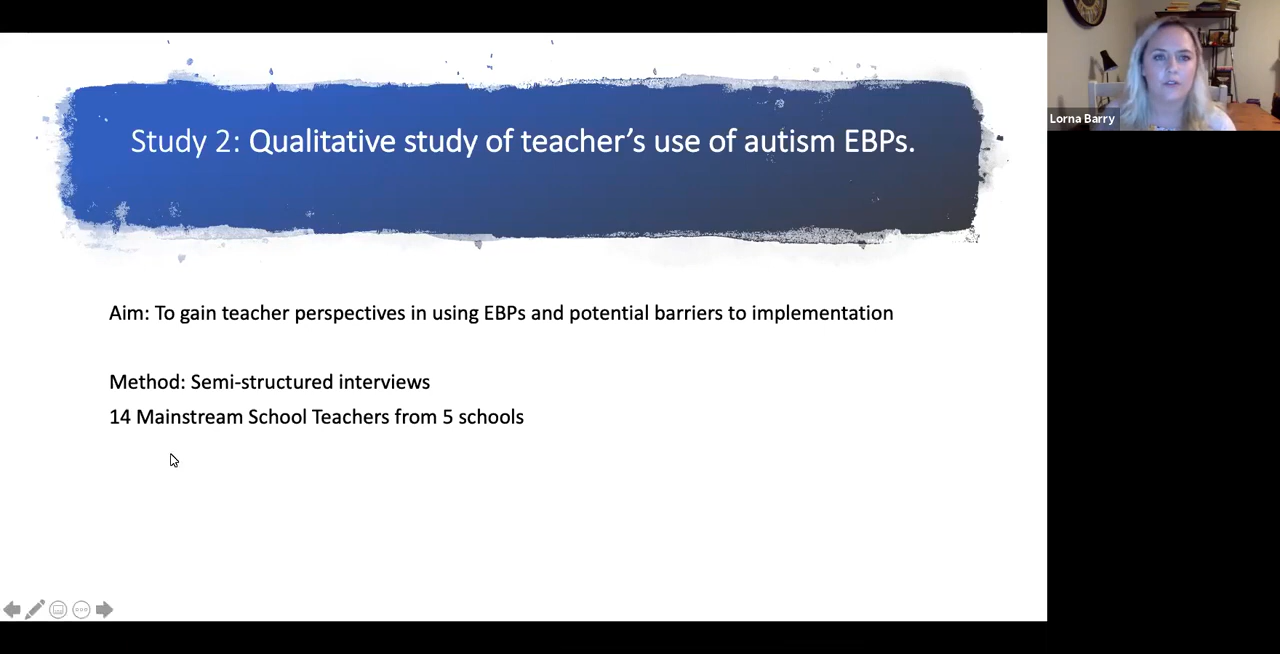 Study 2: Qualitative study of teacher’s use of autism EBPs.
Aim: To gain teacher perspectives in using EBPs and potential barriers to implementation
Method: Semi-structured interviews
14 Mainstream School Teachers from 5 schools
Lorna Barry